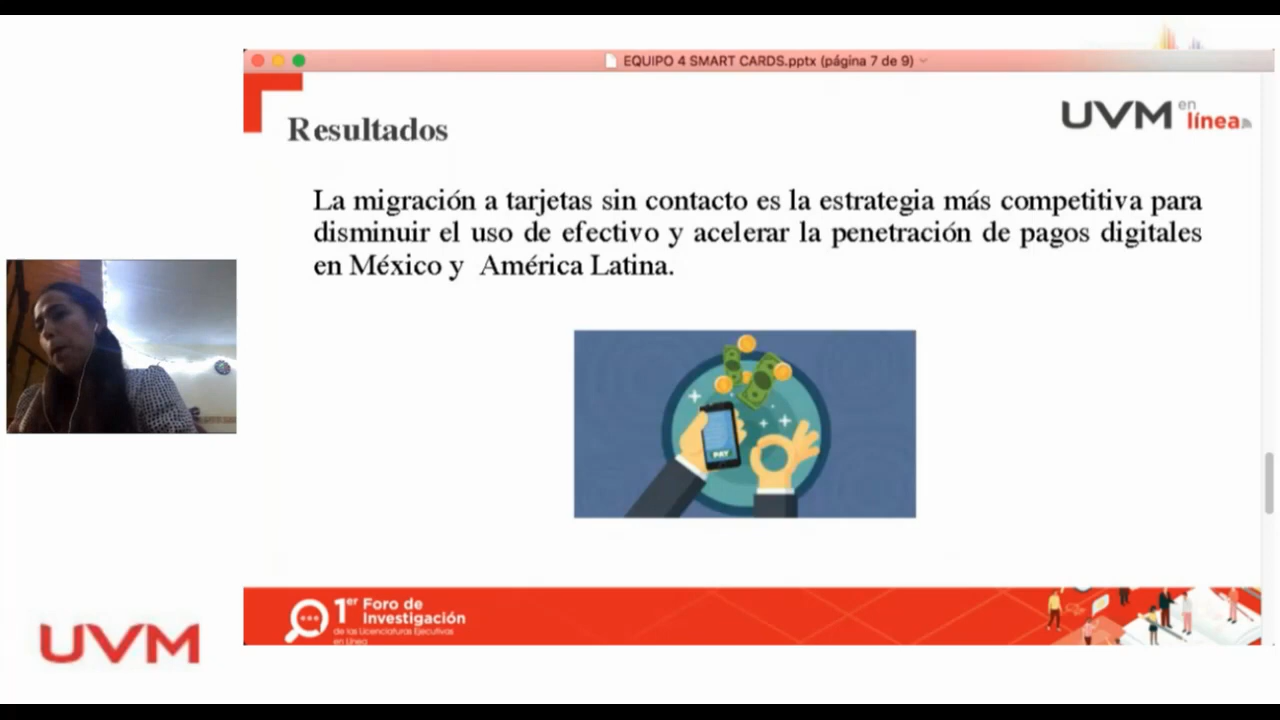 EQUIPO 4 SMART CARDS.pptx (página 7 de 9)
UVM en línea
Resultados
La migración a tarjetas sin contacto es la estrategia más competitiva para
disminuir el uso de efectivo y acelerar la penetración de pagos digitales
en México y América Latina.
PAY
1er Foro de
Investigación
de las Licenciaturas Ejecutivas
en Línea
UVM